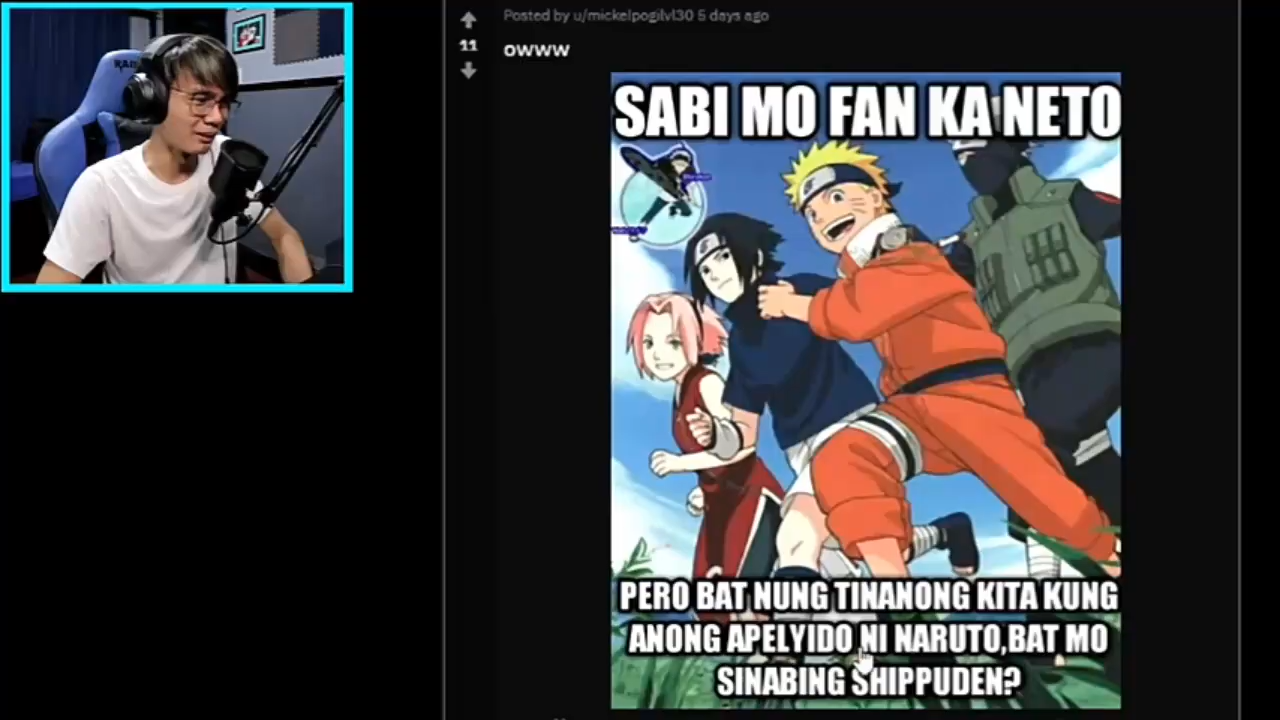 Posted by u/mickelpogilvl30 5 days ago
11
owww
SABI MO FAN KA NETO
PERO BAT NUNG TINANONG KITA KUNG
ANONG APELYIDO NI NARUTO,BAT MO
SINABING SHIPPUDEN?